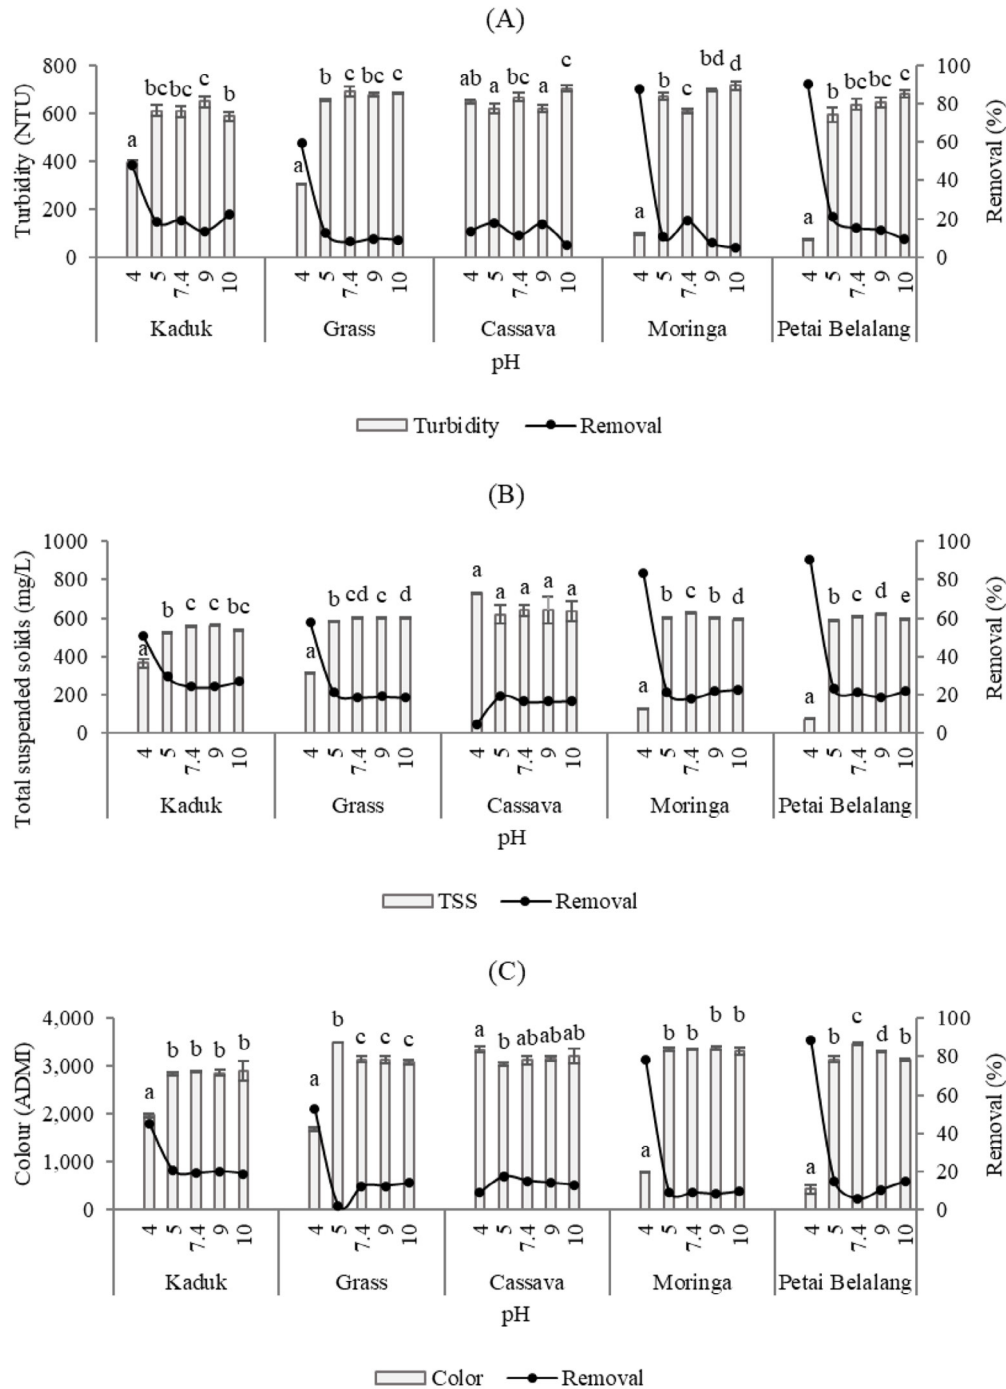 (A)
800 100
600 80
400 60
200 40
0 20
0
Turbidity (NTU)
Removal (%)
a bc bc c b
a b c bc c
ab a bc a c
a b c bd d
a b bc bc c
4 5 7.4 9 10 4 5 7.4 9 10 4 5 7.4 9 10 4 5 7.4 9 10 4 5 7.4 9 10
Kaduk Grass Cassava Moringa Petai Belalang
pH
Turbidity Removal
(B)
1000 100
800 80
600 60
400 40
200 20
0 0
Total suspended solids (mg/L)
Removal (%)
a b c c bc
a b cd c d
a a a a a
a b c b d
a b c d e
4 5 7.4 9 10 4 5 7.4 9 10 4 5 7.4 9 10 4 5 7.4 9 10 4 5 7.4 9 10
Kaduk Grass Cassava Moringa Petai Belalang
pH
TSS Removal
(C)
4,000 100
3,000 80
2,000 60
1,000 40
0 20
0
Colour (ADMI)
Removal (%)
a b b b b
a b c c c
a b ab ab ab
a b b b b
a b c d b
4 5 7.4 9 10 4 5 7.4 9 10 4 5 7.4 9 10 4 5 7.4 9 10 4 5 7.4 9 10
Kaduk Grass Cassava Moringa Petai Belalang
pH
Color Removal